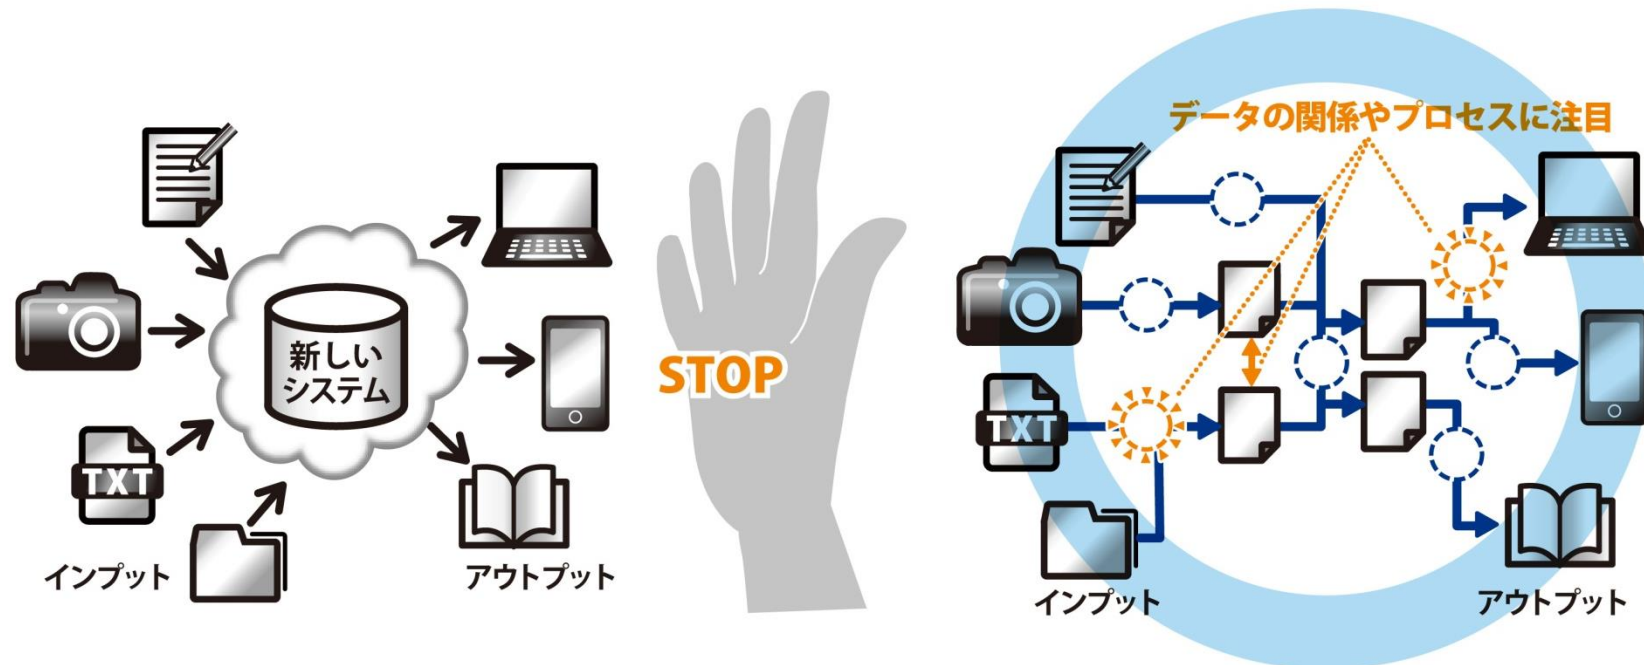 新しい
システム
TXT
インプット
アウトプット
STOP
データの関係やプロセスに注目
TXT
インプット
アウトプット